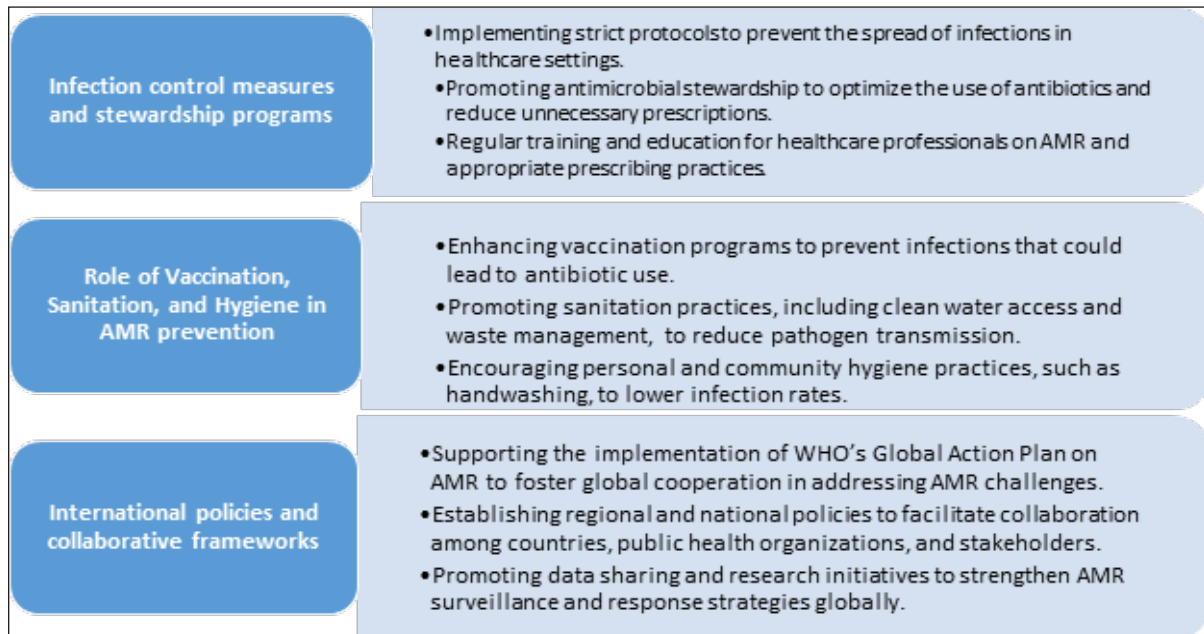 Infection control measures
and stewardship programs
•Implementing strict protocols to prevent the spread of infections in
healthcare settings.
•Promoting antimicrobial stewardship to optimize the use of antibiotics and
reduce unnecessary prescriptions.
•Regular training and education for healthcare professionals on AMR and
appropriate prescribing practices.
Role of Vaccination,
Sanitation, and Hygiene in
AMR prevention
•Enhancing vaccination programs to prevent infections that could
lead to antibiotic use.
•Promoting sanitation practices, including clean water access and
waste management, to reduce pathogen transmission.
•Encouraging personal and community hygiene practices, such as
handwashing, to lower infection rates.
International policies and
collaborative frameworks
•Supporting the implementation of WHO’s Global Action Plan on
AMR to foster global cooperation in addressing AMR challenges.
•Establishing regional and national policies to facilitate collaboration
among countries, public health organizations, and stakeholders.
•Promoting data sharing and research initiatives to strengthen AMR
surveillance and response strategies globally.